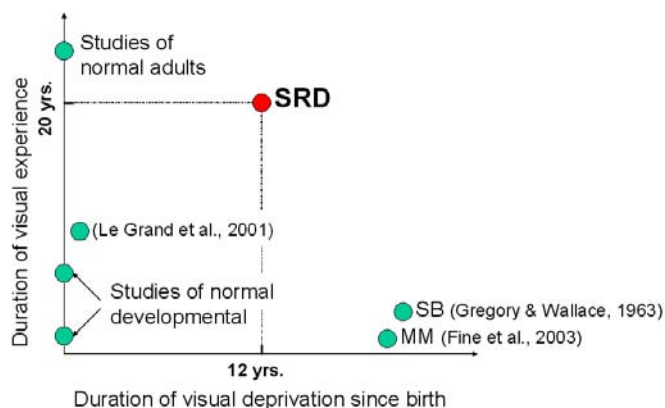 Studies of
normal adults
SRD
20 yrs.
Duration of visual experience
(Le Grand et al., 2001)
Studies of normal
developmental
SB (Gregory & Wallace, 1963)
MM (Fine et al., 2003)
12 yrs.
Duration of visual deprivation since birth